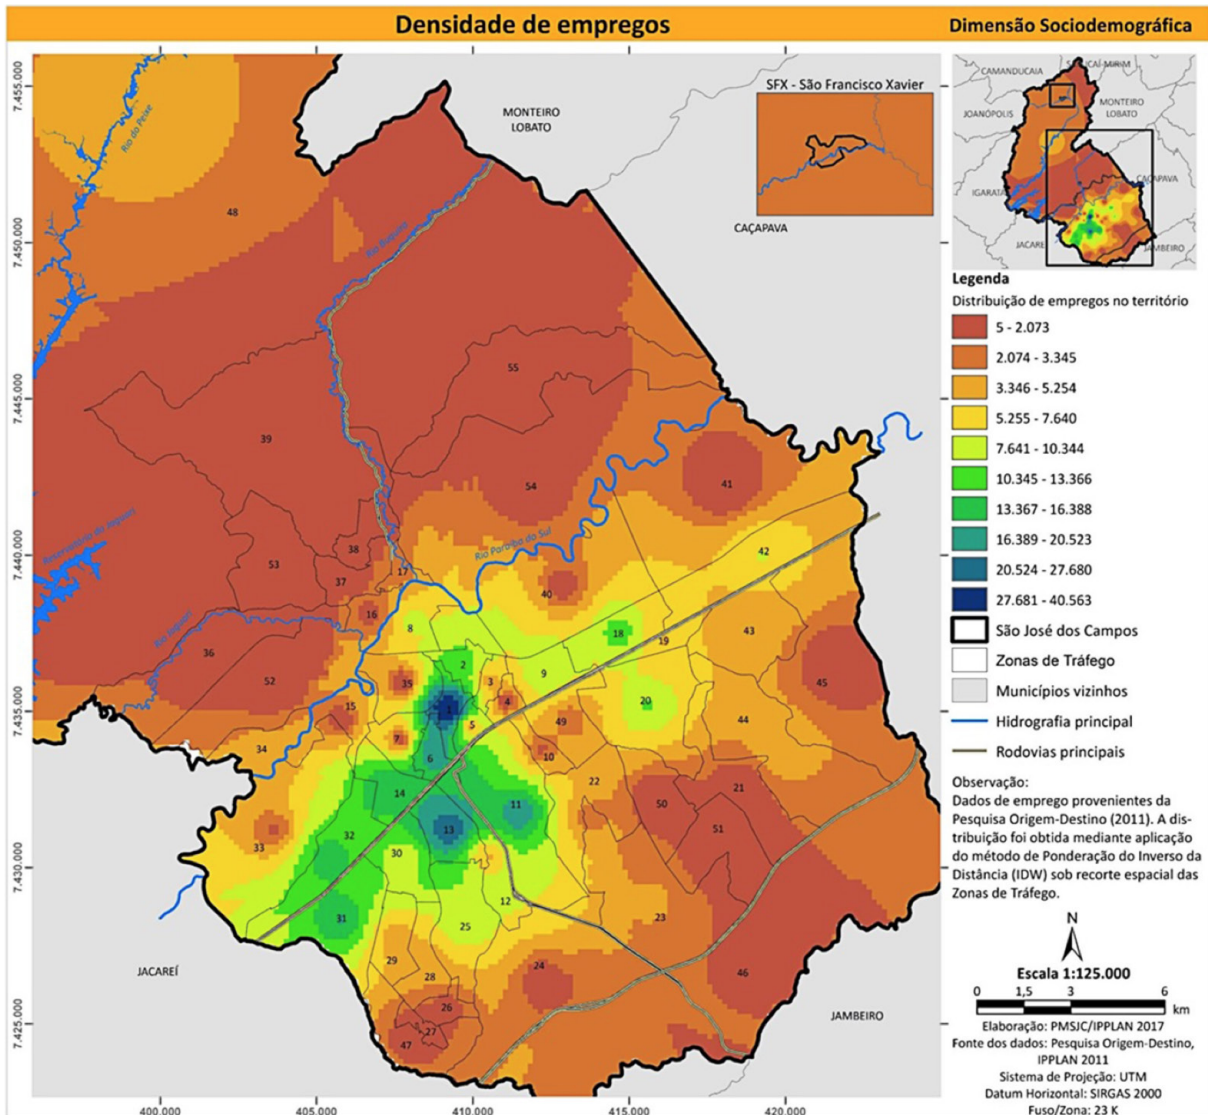 Densidade de empregos
Dimensão Sociodemográfica
7.455.000
7.450.000
7.445.000
7.440.000
7.435.000
7.430.000
7.425.000
400.000
405.000
410.000
415.000
420.000
Rio do Peixe
MONTEIRO
LOBATO
SFX - São Francisco Xavier
CAÇAPAVA
48
Rio Buquira
55
39
54
41
Reservatório do Jaguari
Rio Paraíba do Sul
42
38
53
37
17
40
16
Rio Jaguari
8
18
43
19
36
2
9
52
35
3
45
4
20
1
15
5
49
44
7
34
6
10
22
21
14
11
50
51
13
32
33
30
12
31
25
23
29
24
28
46
26
27
47
JACAREÍ
JAMBEIRO
CAMANDUCAIA
JOANÓPOLIS
MONTEIRO
LOBATO
IGARATÁ
CAÇAPAVA
JACAREÍ
JAMBEIRO
Legenda
Distribuição de empregos no território
5 - 2.073
2.074 - 3.345
3.346 - 5.254
5.255 - 7.640
7.641 - 10.344
10.345 - 13.366
13.367 - 16.388
16.389 - 20.523
20.524 - 27.680
27.681 - 40.563
São José dos Campos
Zonas de Tráfego
Municípios vizinhos
Hidrografia principal
Rodovias principais
Observação:
Dados de emprego provenientes da
Pesquisa Origem-Destino (2011). A dis-
tribuição foi obtida mediante aplicação
do método de Ponderação do Inverso da
Distância (IDW) sob recorte espacial das
Zonas de Tráfego.
N
Escala 1:125.000
0 1,5 3 6
km
Elaboração: PMSJC/IPPLAN 2017
Fonte dos dados: Pesquisa Origem-Destino,
IPPLAN 2011
Sistema de Projeção: UTM
Datum Horizontal: SIRGAS 2000
Fuso/Zona: 23 K